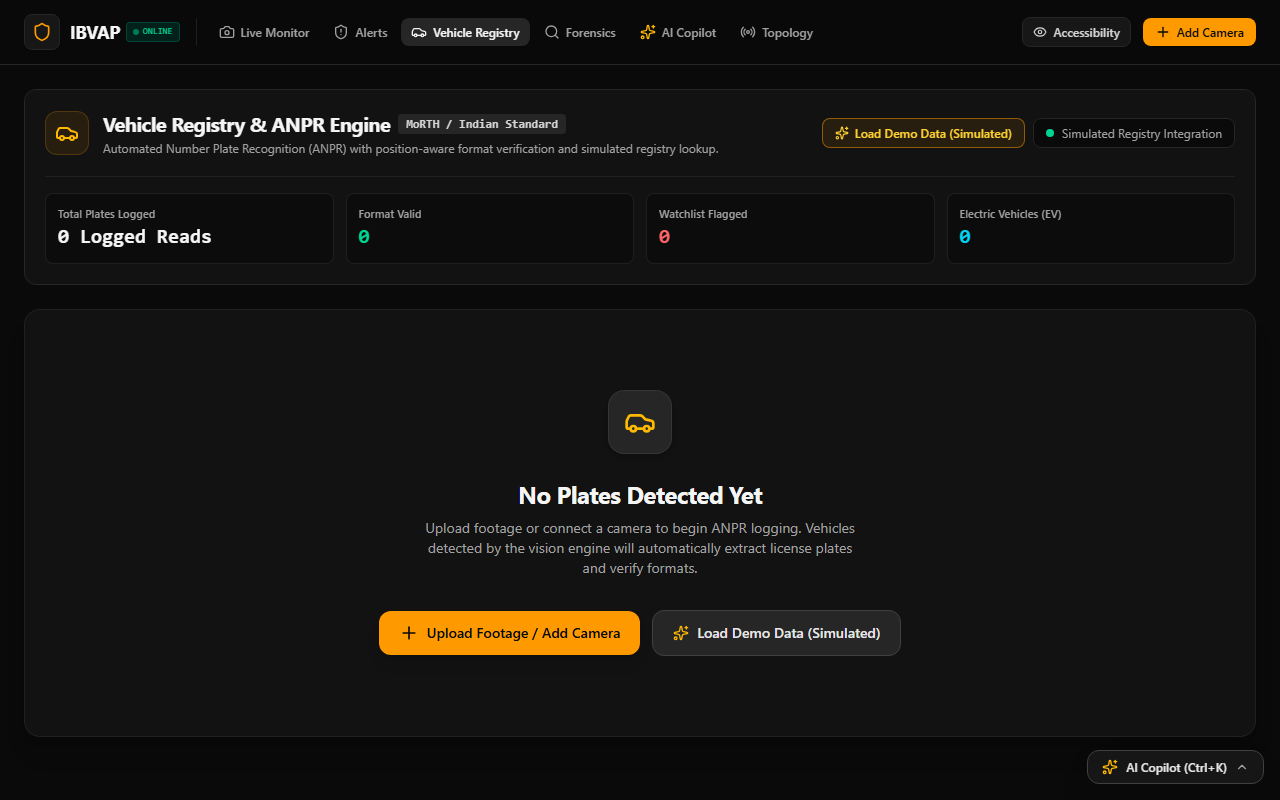 IBVAP
ONLINE
Live Monitor
Alerts
Vehicle Registry
Forensics
AI Copilot
Topology
Accessibility
Add Camera
Vehicle Registry & ANPR Engine
MoRTH / Indian Standard
Automated Number Plate Recognition (ANPR) with position-aware format verification and simulated registry lookup.
Load Demo Data (Simulated)
Simulated Registry Integration
Total Plates Logged
0 Logged Reads
Format Valid
0
Watchlist Flagged
0
Electric Vehicles (EV)
0
No Plates Detected Yet
Upload footage or connect a camera to begin ANPR logging. Vehicles
detected by the vision engine will automatically extract license plates
and verify formats.
Upload Footage / Add Camera
Load Demo Data (Simulated)
AI Copilot (Ctrl+K)